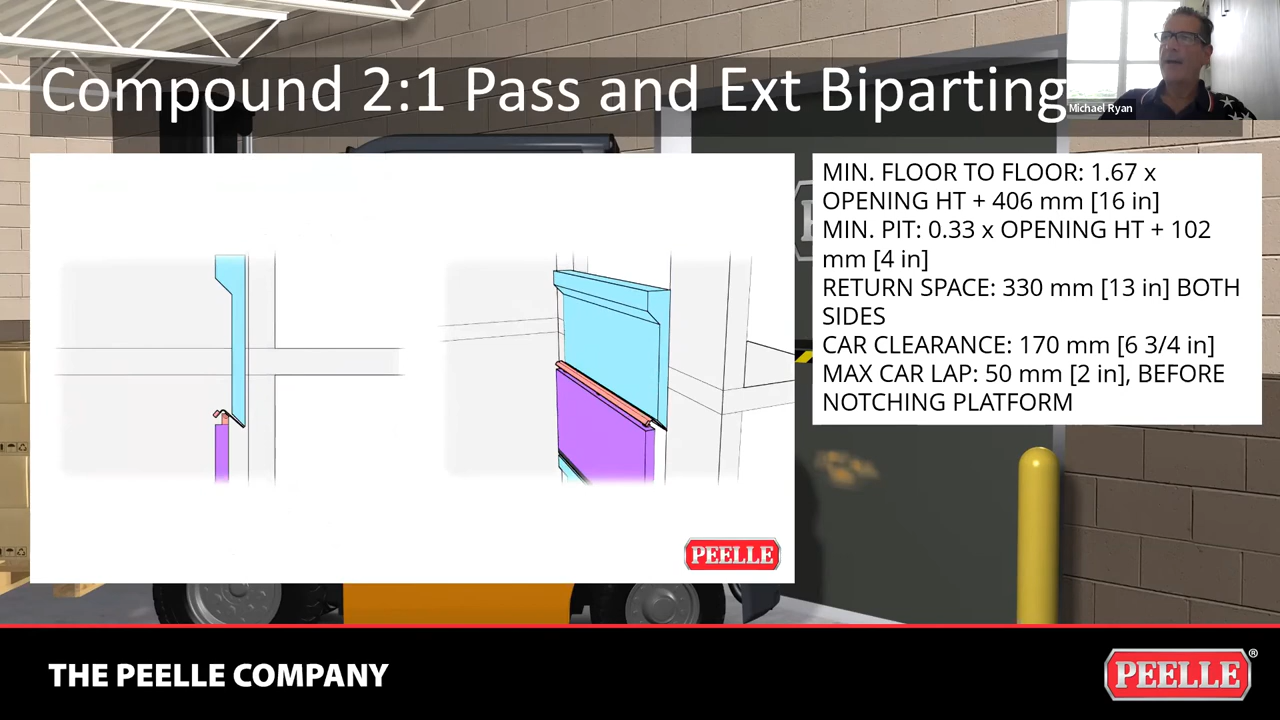 Compound 2:1 Pass and Ext Biparting
Michael Ryan
MIN. FLOOR TO FLOOR: 1.67 x
OPENING HT + 406 mm [16 in]
MIN. PIT: 0.33 x OPENING HT + 102
mm [4 in]
RETURN SPACE: 330 mm [13 in] BOTH
SIDES
CAR CLEARANCE: 170 mm [6 3/4 in]
MAX CAR LAP: 50 mm [2 in], BEFORE
NOTCHING PLATFORM
PEELLE
THE PEELLE COMPANY
PEELLE®